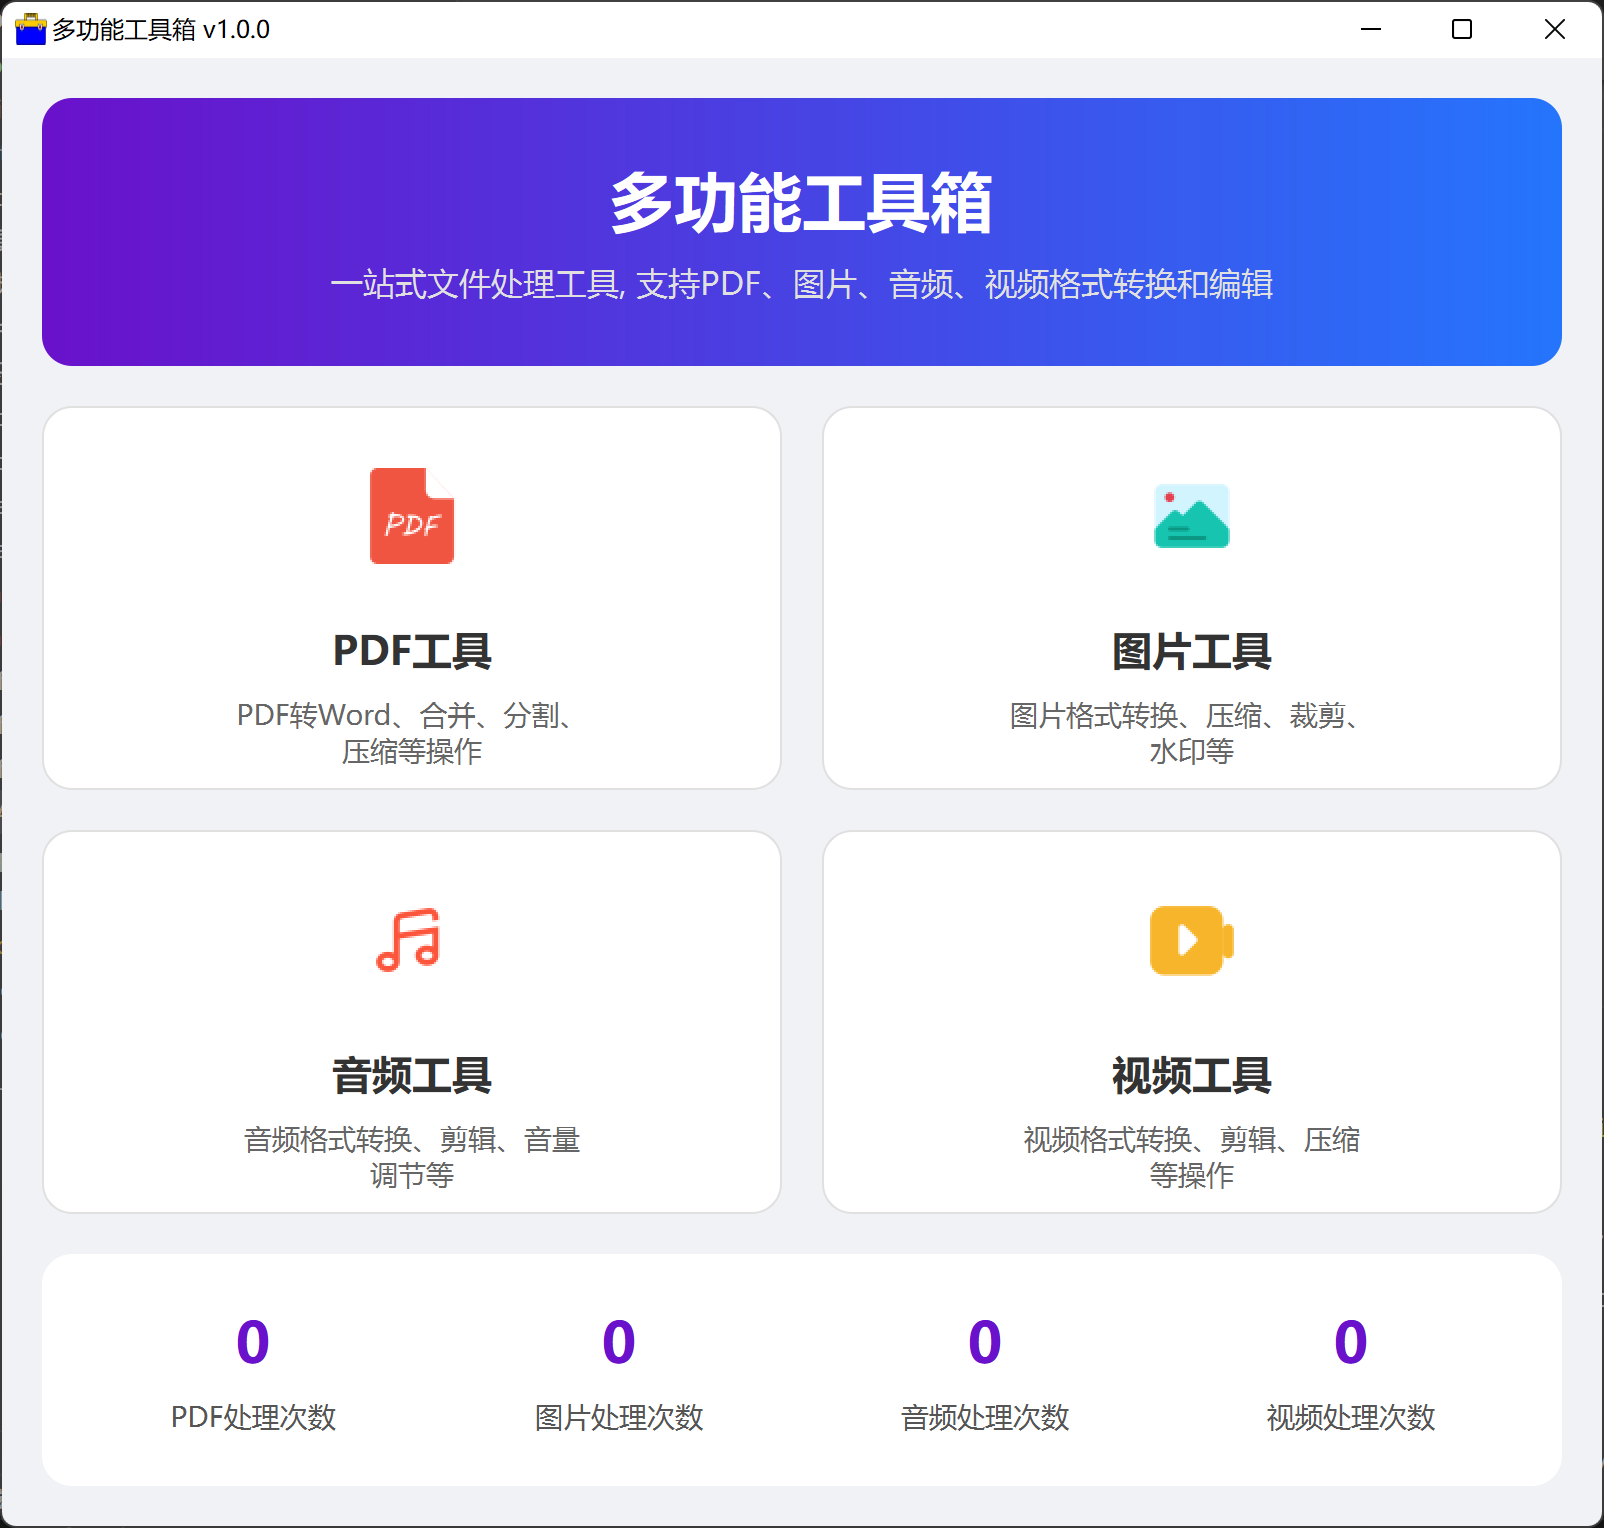 多功能工具箱 v1.0.0
多功能工具箱
一站式文件处理工具, 支持PDF、图片、音频、视频格式转换和编辑
PDF
PDF工具
PDF转Word、合并、分割、
压缩等操作
图片工具
图片格式转换、压缩、裁剪、
水印等
音频工具
音频格式转换、剪辑、音量
调节等
视频工具
视频格式转换、剪辑、压缩
等操作
0
PDF处理次数
0
图片处理次数
0
音频处理次数
0
视频处理次数